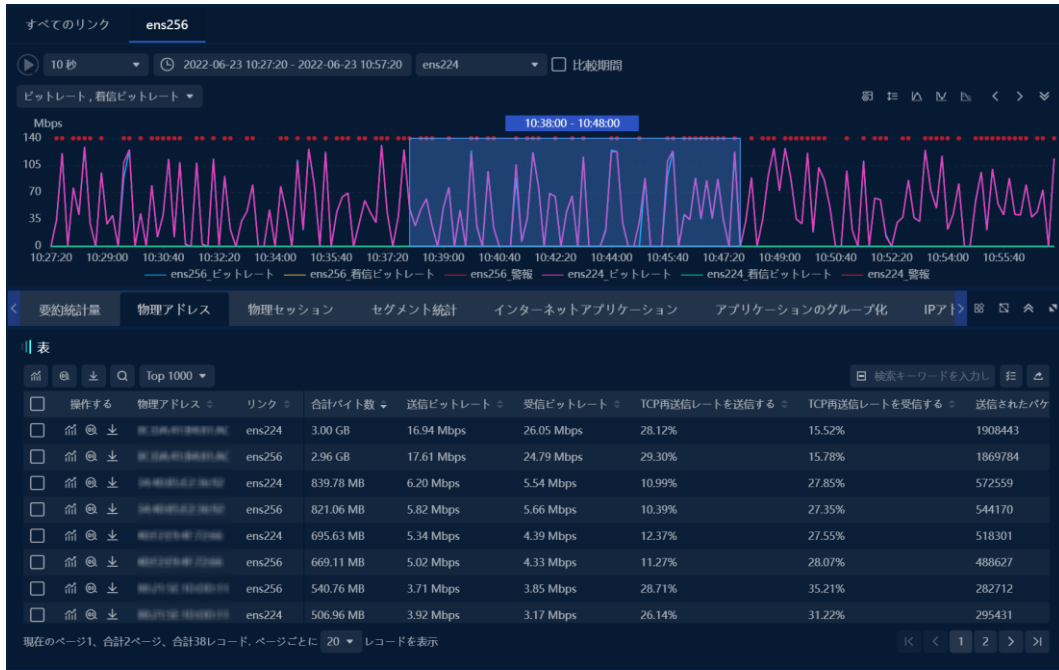 すべてのリンク ens256
10 秒 2022-06-23 10:27:20 - 2022-06-23 10:57:20 ens224 比較期間
ビットレート , 着信ビットレート
Mbps
10:38:00 - 10:48:00
140
105
70
35
0
10:27:20 10:29:00 10:30:40 10:32:20 10:34:00 10:35:40 10:37:20 10:39:00 10:40:40 10:42:20 10:44:00 10:45:40 10:47:20 10:49:00 10:50:40 10:52:20 10:54:00 10:55:40
ens256_ビットレート ens256_着信ビットレート ens256_警報 ens224_ビットレート ens224_着信ビットレート ens224_警報
要約統計量 物理アドレス 物理セッション セグメント統計 インターネットアプリケーション アプリケーションのグループ化 IPアト
表
Top 1000 検索キーワードを入力し
操作する 物理アドレス リンク 合計バイト数 送信ビットレート 受信ビットレート TCP再送信レートを送信する TCP再送信レートを受信する 送信されたパケ
ens224 3.00 GB 16.94 Mbps 26.05 Mbps 28.12% 15.52% 1908443
ens256 2.96 GB 17.61 Mbps 24.79 Mbps 29.30% 15.78% 1869784
ens224 839.78 MB 6.20 Mbps 5.54 Mbps 10.99% 27.85% 572559
ens256 821.06 MB 5.82 Mbps 5.66 Mbps 10.39% 27.35% 544170
ens224 695.63 MB 5.34 Mbps 4.39 Mbps 12.37% 27.55% 518301
ens256 669.11 MB 5.02 Mbps 4.33 Mbps 11.27% 28.07% 488627
ens256 540.76 MB 3.71 Mbps 3.85 Mbps 28.71% 35.21% 282712
ens224 506.96 MB 3.92 Mbps 3.17 Mbps 26.14% 31.22% 295431
現在のページ1、合計2ページ、合計38レコード. ページごとに 20 レコードを表示 1 2